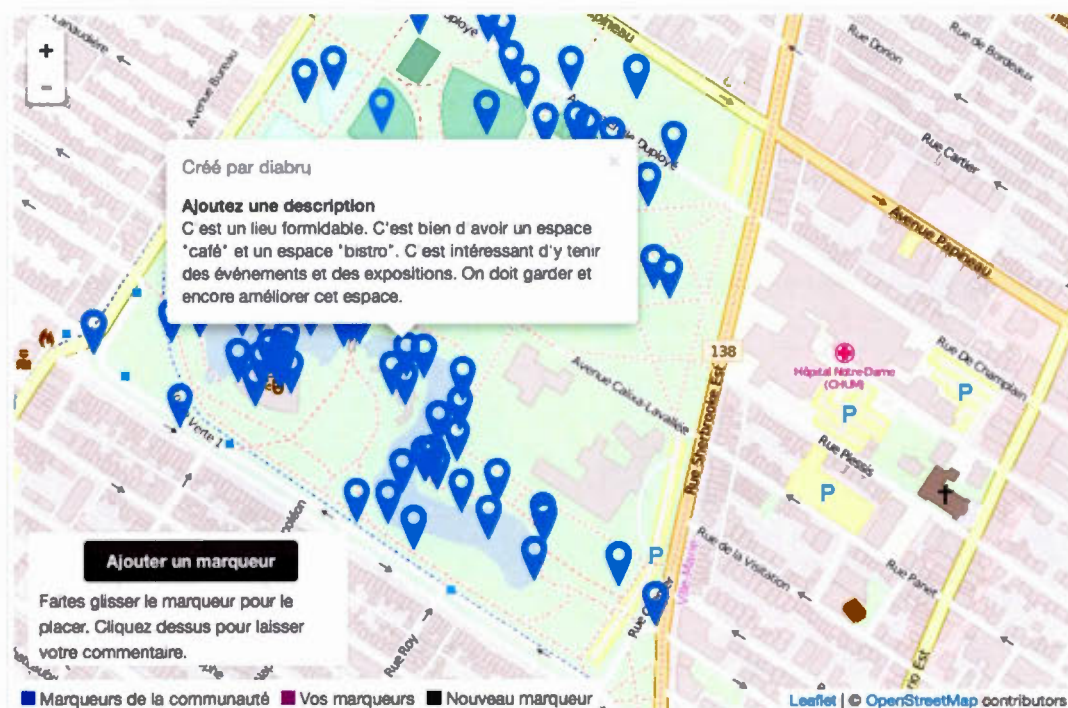 Lanaudière
+
-
Avenue Bureau
Duployé
Papineau
Rue Dorion
Rue de Bordeaux
Rue Cartier
Avenue Papineau
Créé par diabru
×
Ajoutez une description
C est un lieu formidable. C'est bien d avoir un espace
"café" et un espace "bistro". C est intéressant d'y tenir
des événements et des expositions. On doit garder et
encore améliorer cet espace.
138
Hôpital Notre-Dame
(CHUM)
Rue De Champlain
P
P
P
P
Avenue Calixa-Lavallée
Rue Sherbrooke Est
Rue Plessis
Verte 1
Rue de la Visitation
Rue Panet
Rue Roy
Ajouter un marqueur
Faites glisser le marqueur pour le
placer. Cliquez dessus pour laisser
votre commentaire.
Marqueurs de la communauté Vos marqueurs Nouveau marqueur
Leaflet | © OpenStreetMap contributors